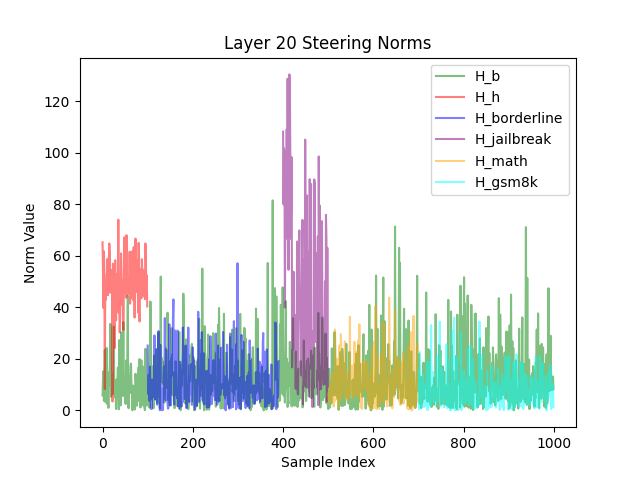 Layer 20 Steering Norms
H_b
H_h
H_borderline
H_jailbreak
H_math
H_gsm8k
Norm Value
120
100
80
60
40
20
0
0 200 400 600 800 1000
Sample Index